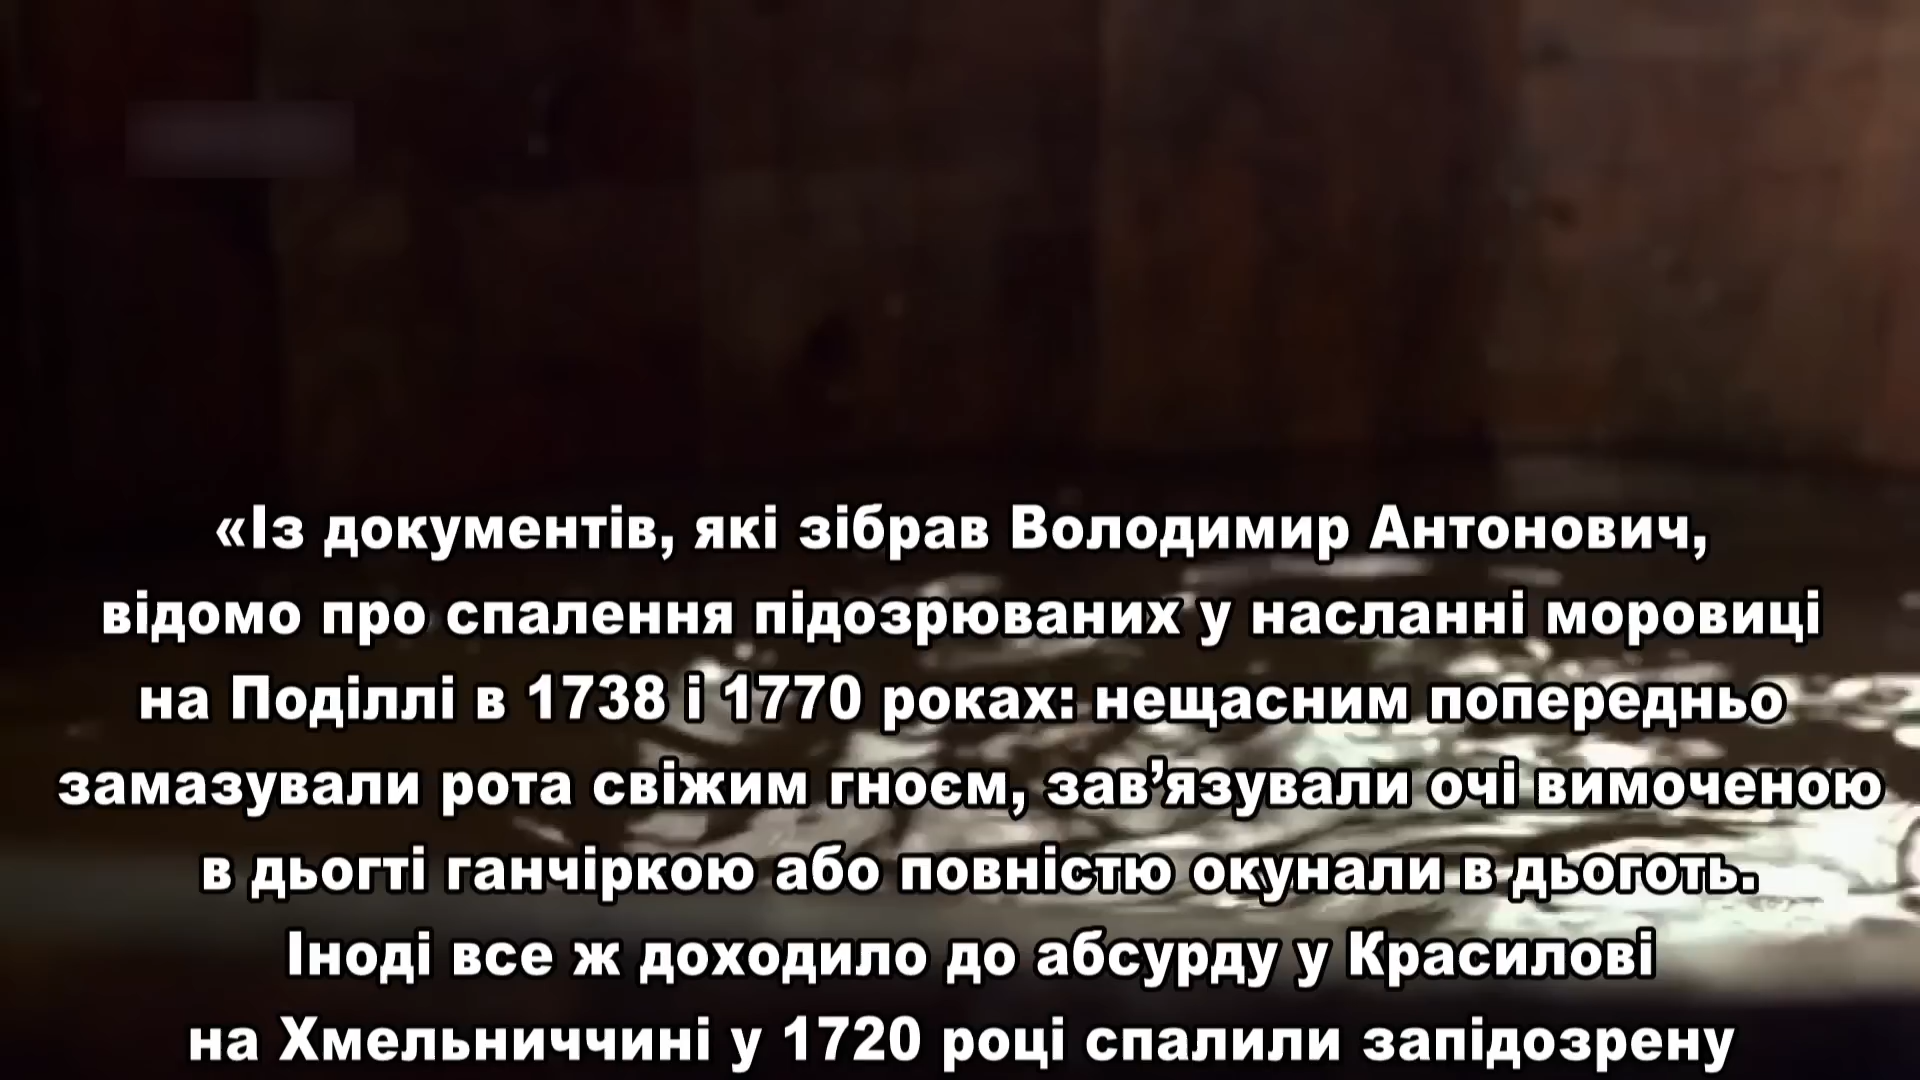 «Із документів, які зібрав Володимир Антонович,
відомо про спалення підозрюваних у насланні моровиці
на Поділлі в 1738 і 1770 роках: нещасним попередньо
замазували рота свіжим гноєм, зав’язували очі вимоченою
в дьогті ганчіркою або повністю окунали в дьоготь.
Іноді все ж доходило до абсурду у Красилові
на Хмельниччині у 1720 році спалили запідозрену